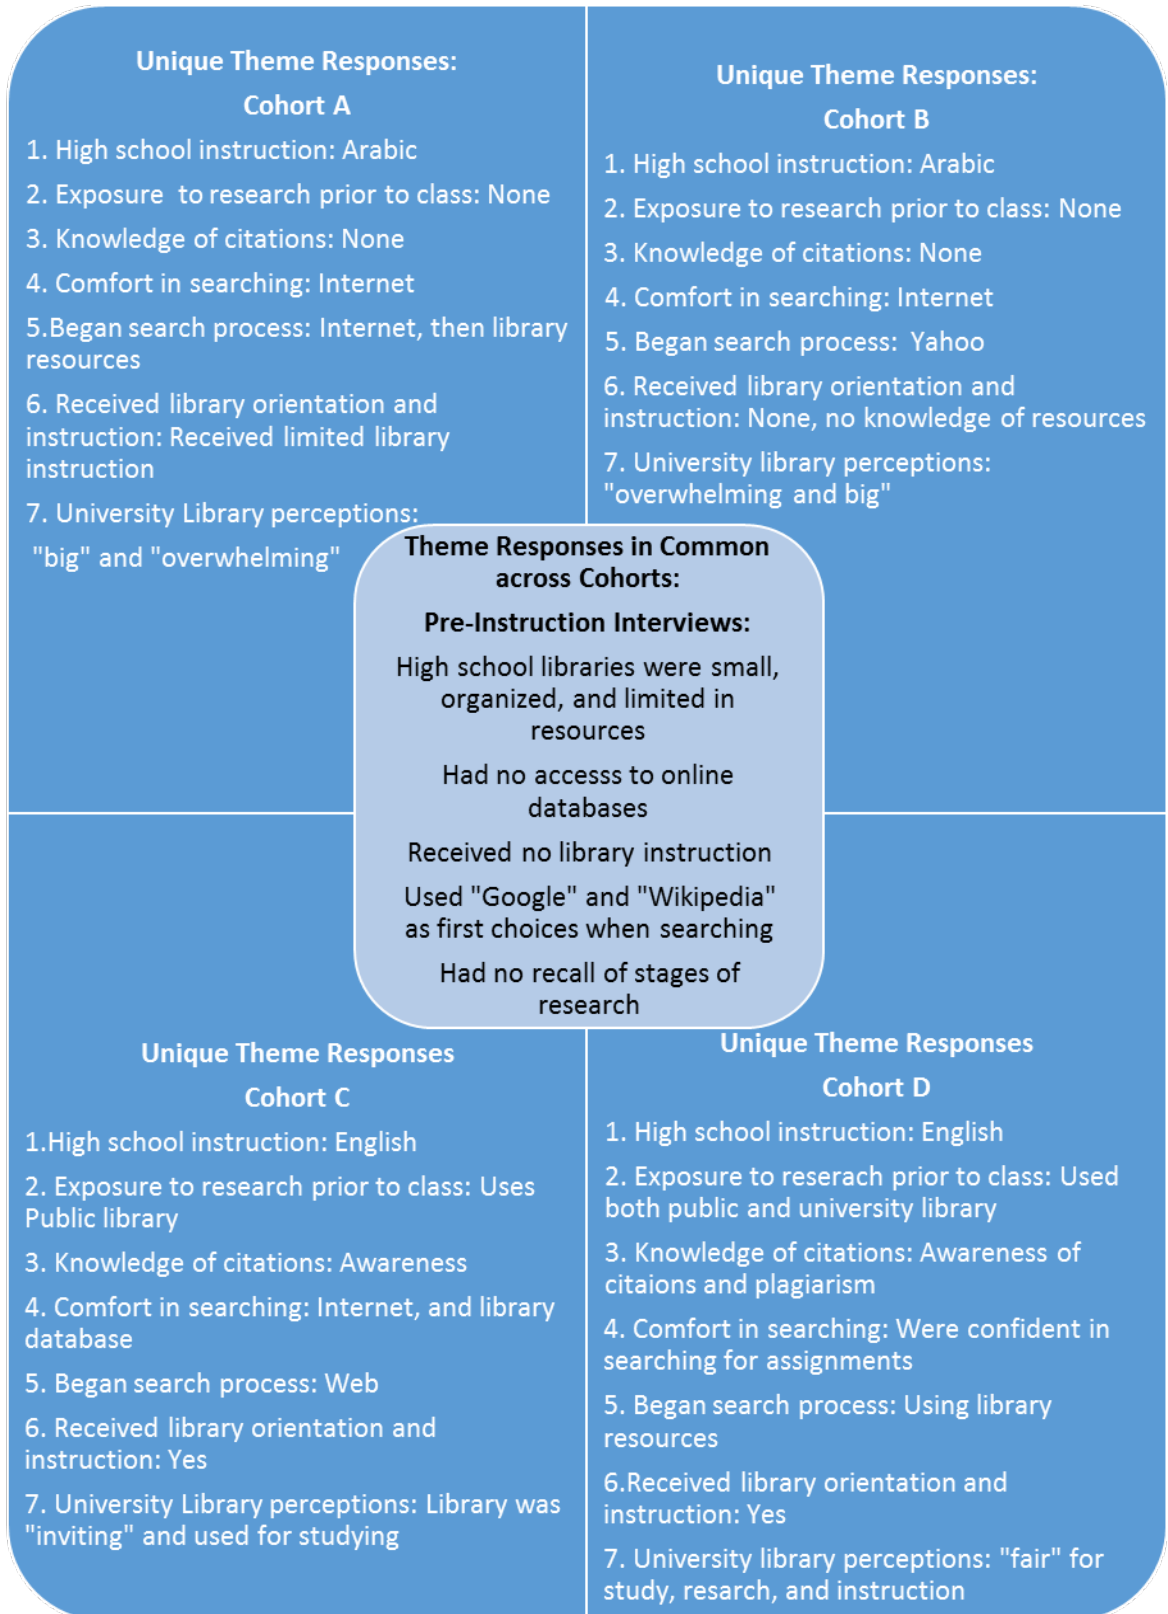 Unique Theme Responses:
Cohort A
1. High school instruction: Arabic
2. Exposure  to research prior to class: None
3. Knowledge of citations: None
4. Comfort in searching: Internet
5.Began search process: Internet, then library
resources
6. Received library orientation and
instruction: Received limited library
instruction
7. University Library perceptions:
"big" and "overwhelming"
Unique Theme Responses:
Cohort B
1. High school instruction: Arabic
2. Exposure to research prior to class: None
3. Knowledge of citations: None
4. Comfort in searching: Internet
5. Began search process:  Yahoo
6. Received library orientation and
instruction: None, no knowledge of resources
7. University library perceptions:
"overwhelming and big"
Theme Responses in Common
across Cohorts:
Pre-Instruction Interviews:
High school libraries were small,
organized, and limited in
resources
Had no accesss to online
databases
Received no library instruction
Used "Google" and "Wikipedia"
as first choices when searching
Had no recall of stages of
research
Unique Theme Responses
Cohort C
1.High school instruction: English
2. Exposure to research prior to class: Uses
Public library
3. Knowledge of citations: Awareness
4. Comfort in searching: Internet, and library
database
5. Began search process: Web
6. Received library orientation and
instruction: Yes
7. University Library perceptions: Library was
"inviting" and used for studying
Unique Theme Responses
Cohort D
1. High school instruction: English
2. Exposure to reserach prior to class: Used
both public and university library
3. Knowledge of citations: Awareness of
citaions and plagiarism
4. Comfort in searching: Were confident in
searching for assignments
5. Began search process: Using library
resources
6.Received library orientation and
instruction: Yes
7. University library perceptions: "fair" for
study, resarch, and instruction